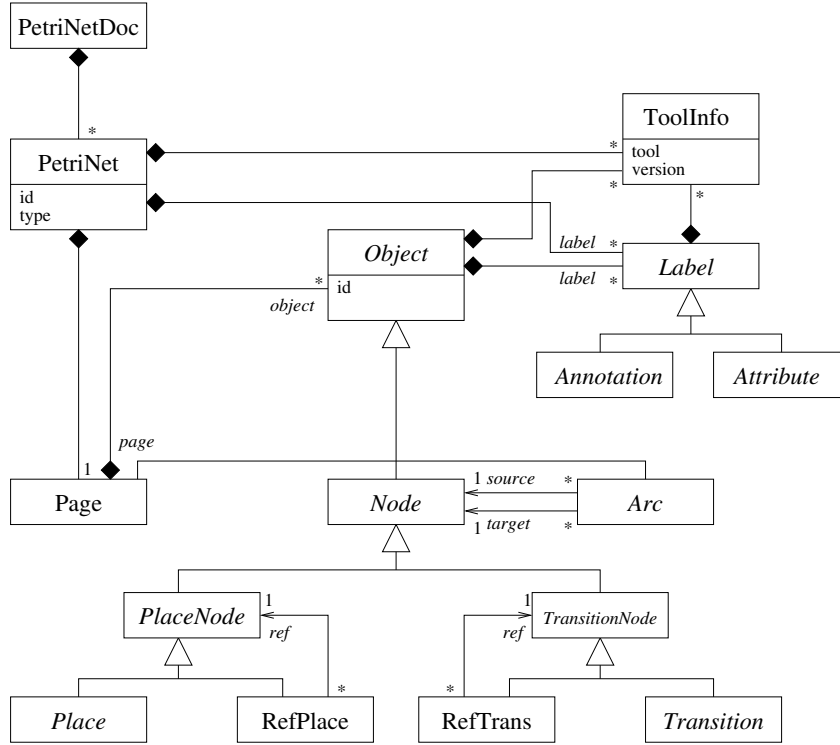 PetriNetDoc
*
ToolInfo
tool
version
PetriNet
id
type
*
*
*
Object
id
label *
label *
Label
*
object
Annotation
Attribute
page
1
Page
Node
1 source *
1 target *
Arc
PlaceNode
1
ref
*
TransitionNode
1
ref
*
Place
RefPlace
RefTrans
Transition